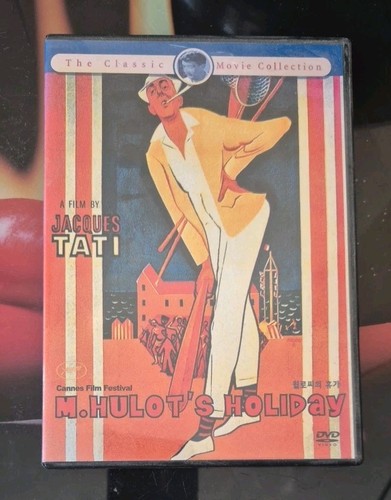 The Classic Movie Collection
A FILM BY
JACQUES
TATI
Cannes Film Festival
윌로씨의 휴가
M.HULOT'S HOLIDAY
DVD
VIDEO